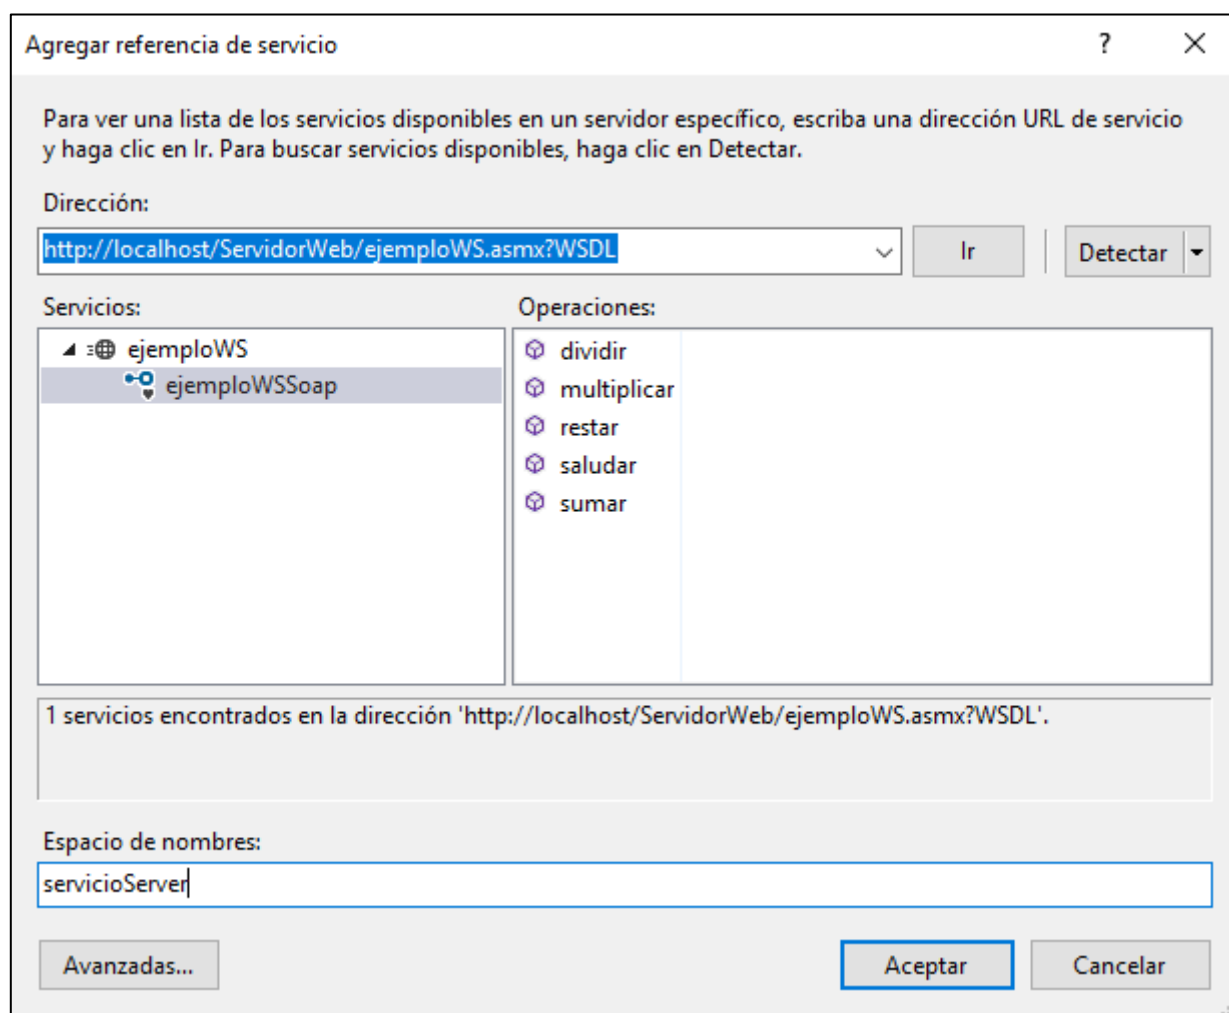 Agregar referencia de servicio
?
Para ver una lista de los servicios disponibles en un servidor específico, escriba una dirección URL de servicio
y haga clic en Ir. Para buscar servicios disponibles, haga clic en Detectar.
Dirección:
http://localhost/ServidorWeb/ejemploWS.asmx?WSDL
Ir
Detectar
Servicios:
Operaciones:
ejemploWS
ejemploWSSoap
dividir
multiplicar
restar
saludar
sumar
1 servicios encontrados en la dirección 'http://localhost/ServidorWeb/ejemploWS.asmx?WSDL'.
Espacio de nombres:
servicioServer
Avanzadas...
Aceptar
Cancelar